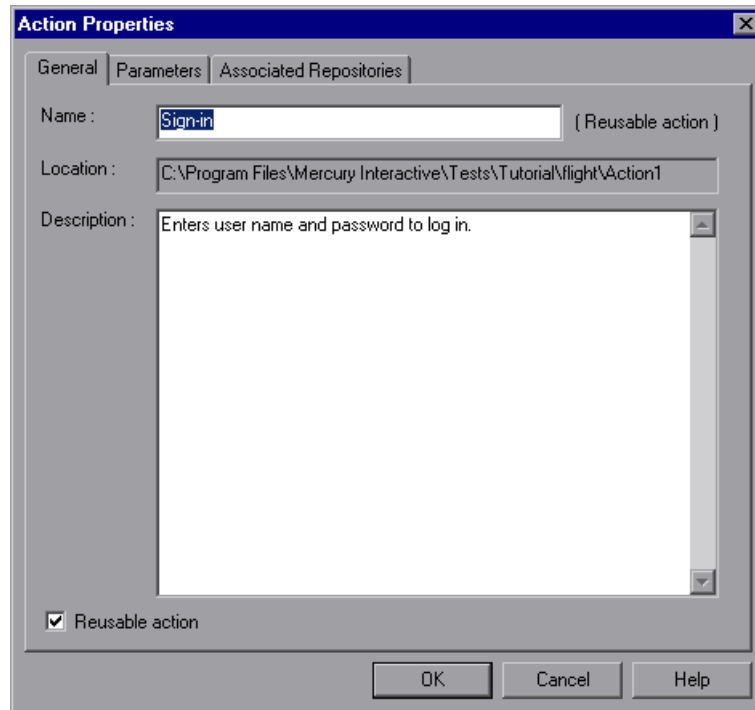 Action Properties
General Parameters Associated Repositories
Name : Sign-in ( Reusable action )
Location : C:\Program Files\Mercury Interactive\Tests\Tutorial\flight\Action1
Description : Enters user name and password to log in.
Reusable action
OK Cancel Help